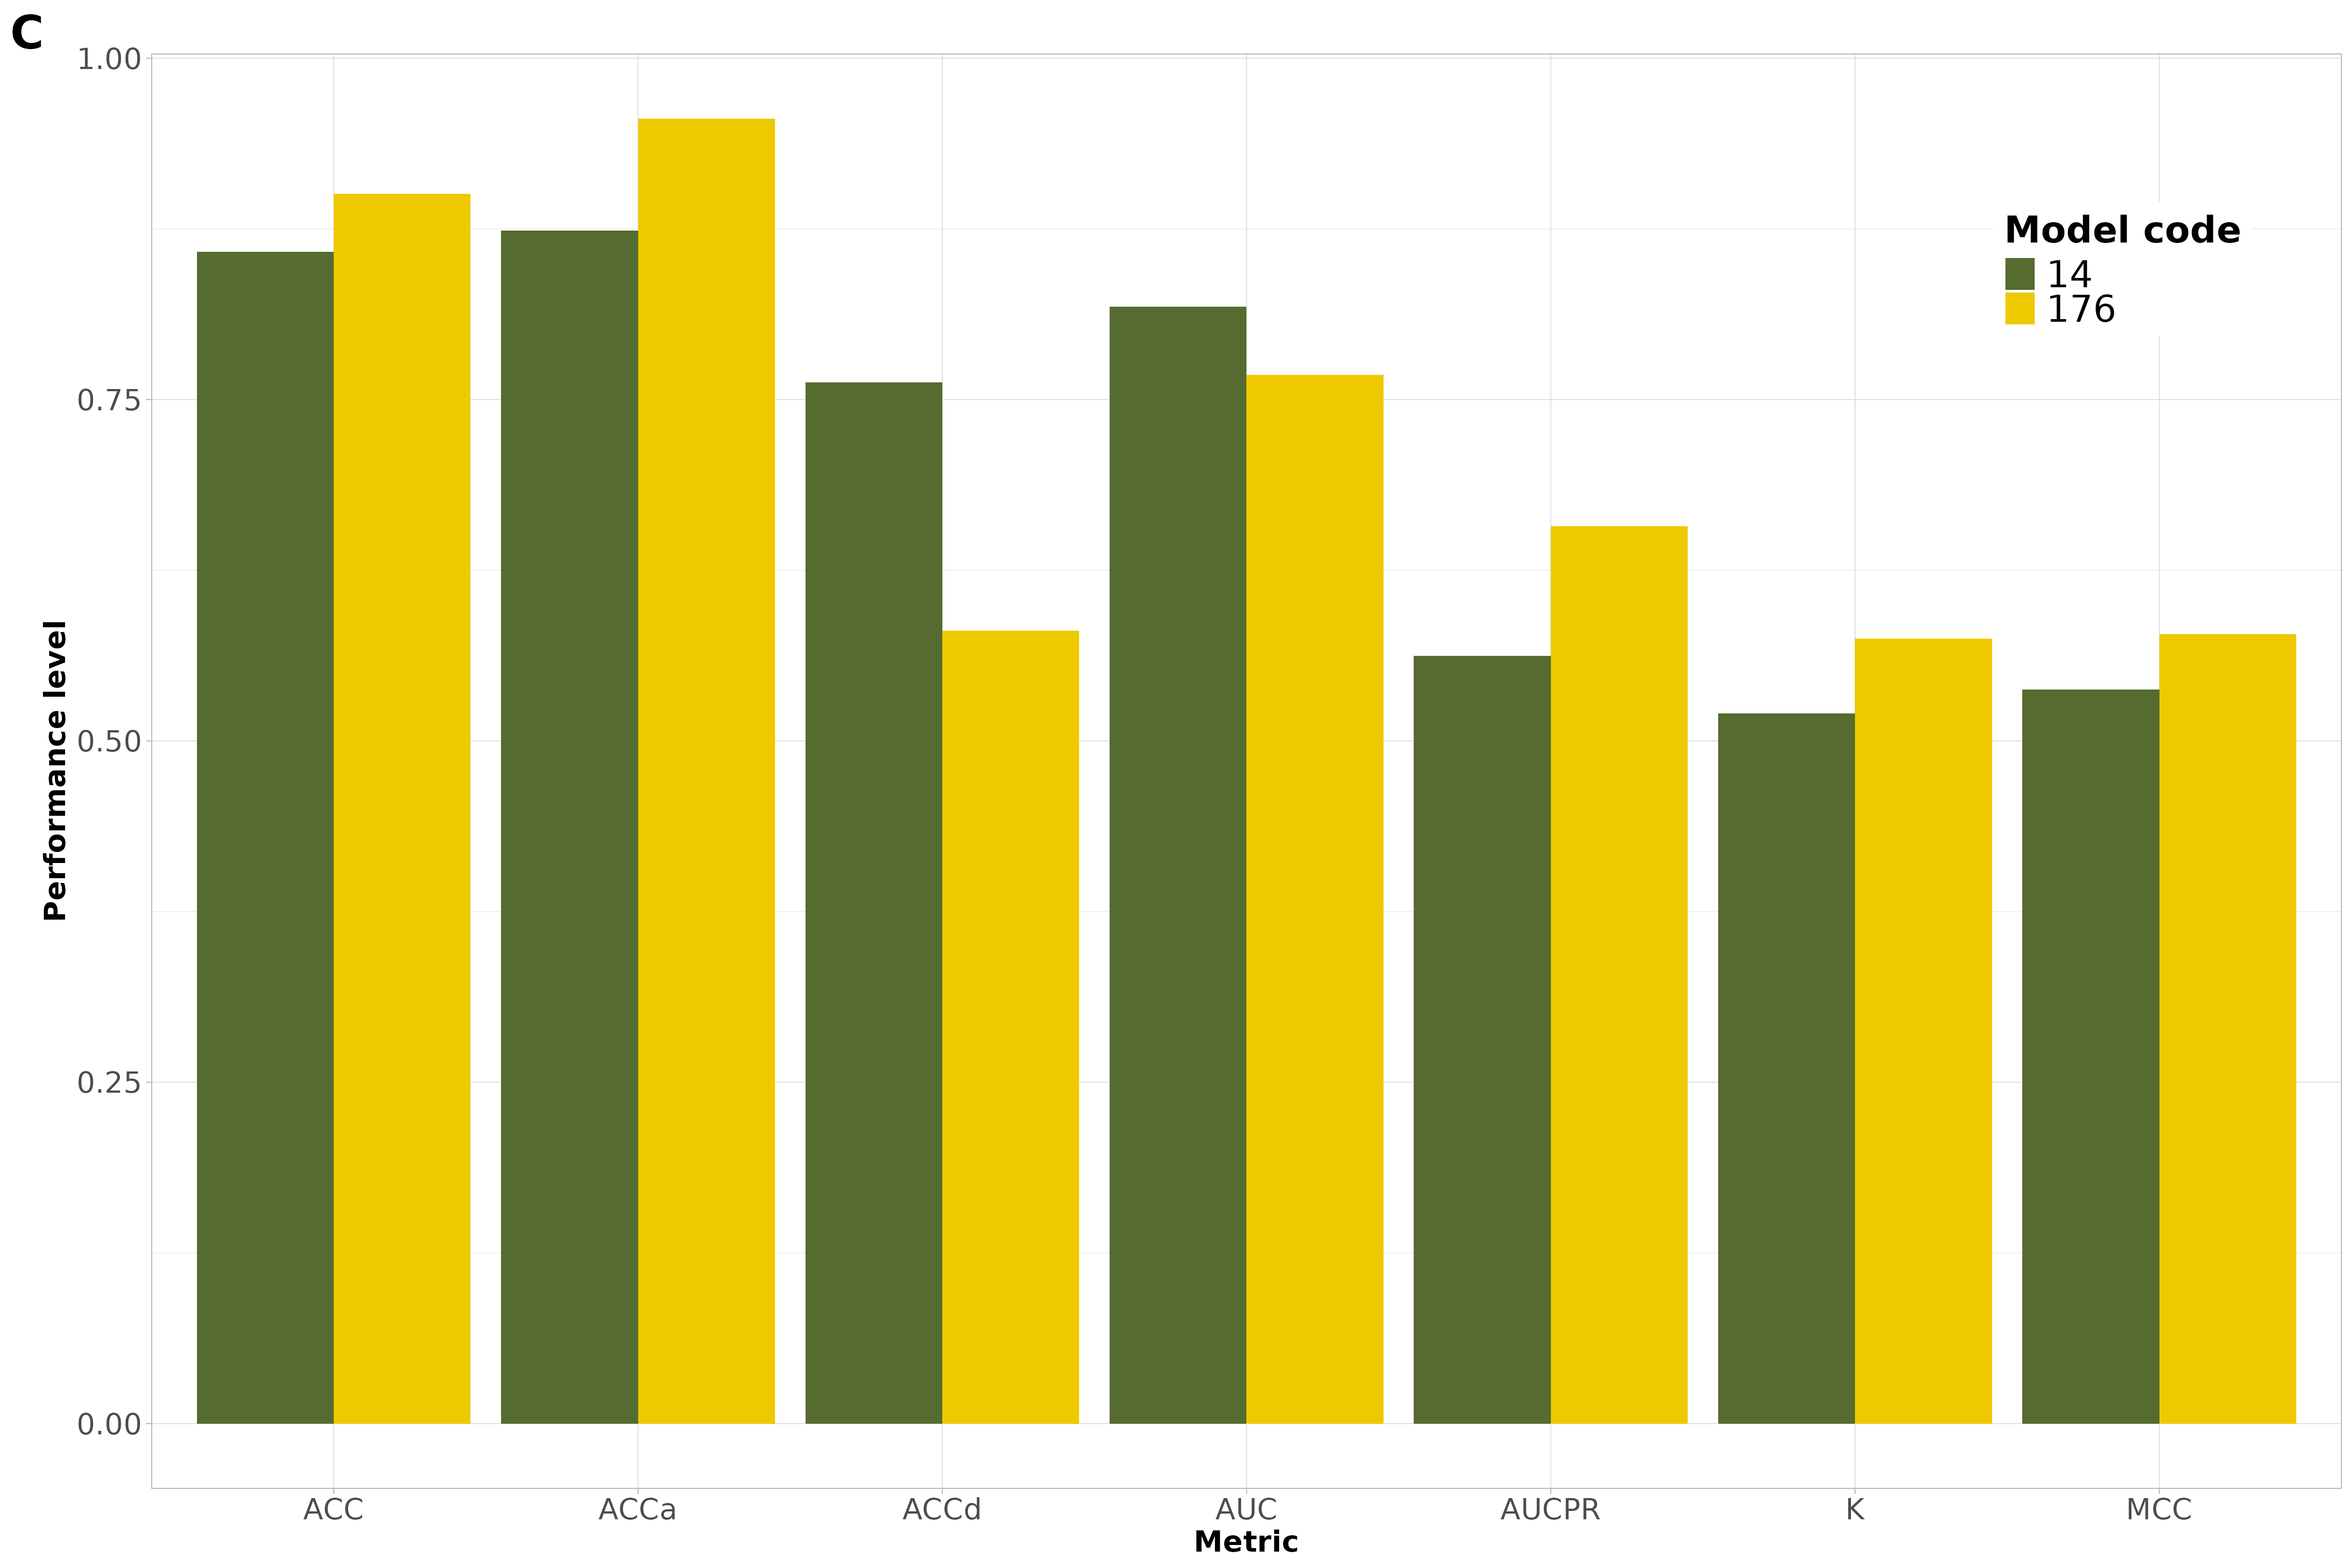 C
1.00
0.75
0.50
0.25
0.00
Performance level
Model code
14
176
ACC ACCa ACCd AUC AUCPR K MCC
Metric